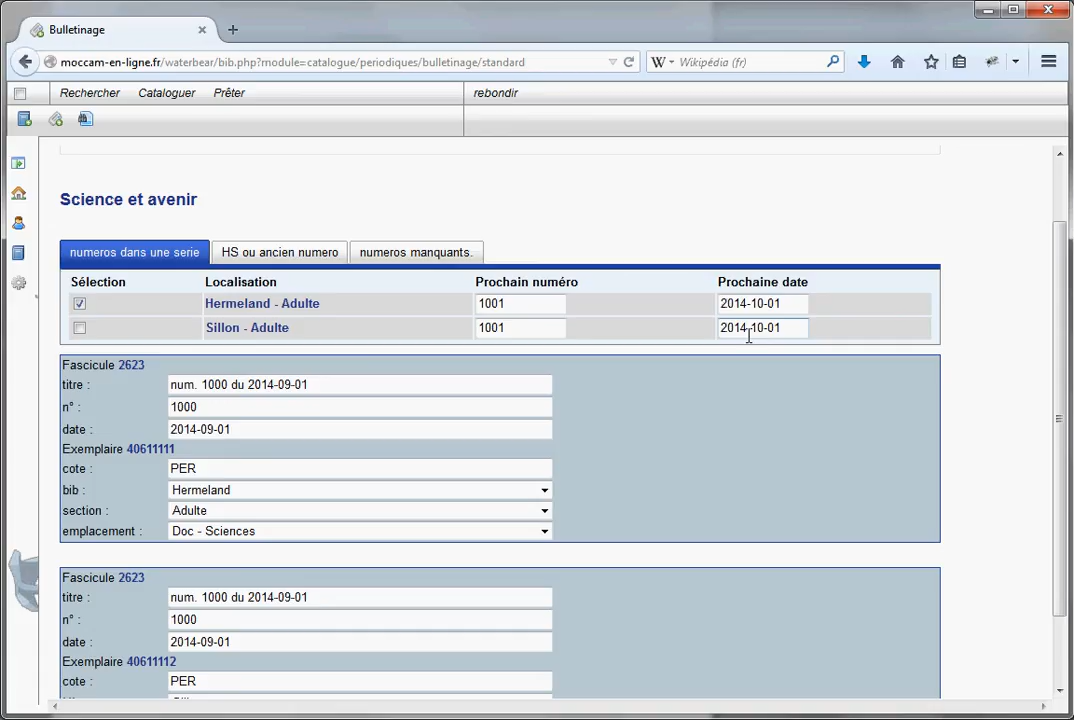 Bulletinage
moccam-en-ligne.fr/waterbear/bib.php?module=catalogue/periodiques/bulletinage/standard
W Wikipédia (fr)
Rechercher Cataloguer Prêter rebondir
Science et avenir
numeros dans une serie HS ou ancien numero numeros manquants.
Sélection Localisation Prochain numéro Prochaine date
Hermeland - Adulte 1001 2014-10-01
Sillon - Adulte 1001 2014-10-01
Fascicule 2623
titre : num. 1000 du 2014-09-01
n° : 1000
date : 2014-09-01
Exemplaire 40611111
cote : PER
bib : Hermeland
section : Adulte
emplacement : Doc - Sciences
Fascicule 2623
titre : num. 1000 du 2014-09-01
n° : 1000
date : 2014-09-01
Exemplaire 40611112
cote : PER